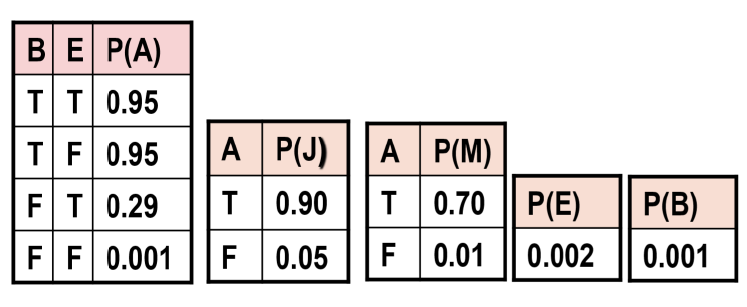 B E P(A)
T T 0.95
T F 0.95
F T 0.29
F F 0.001
A P(J)
T 0.90
F 0.05
A P(M)
T 0.70
F 0.01
P(E)
0.002
P(B)
0.001